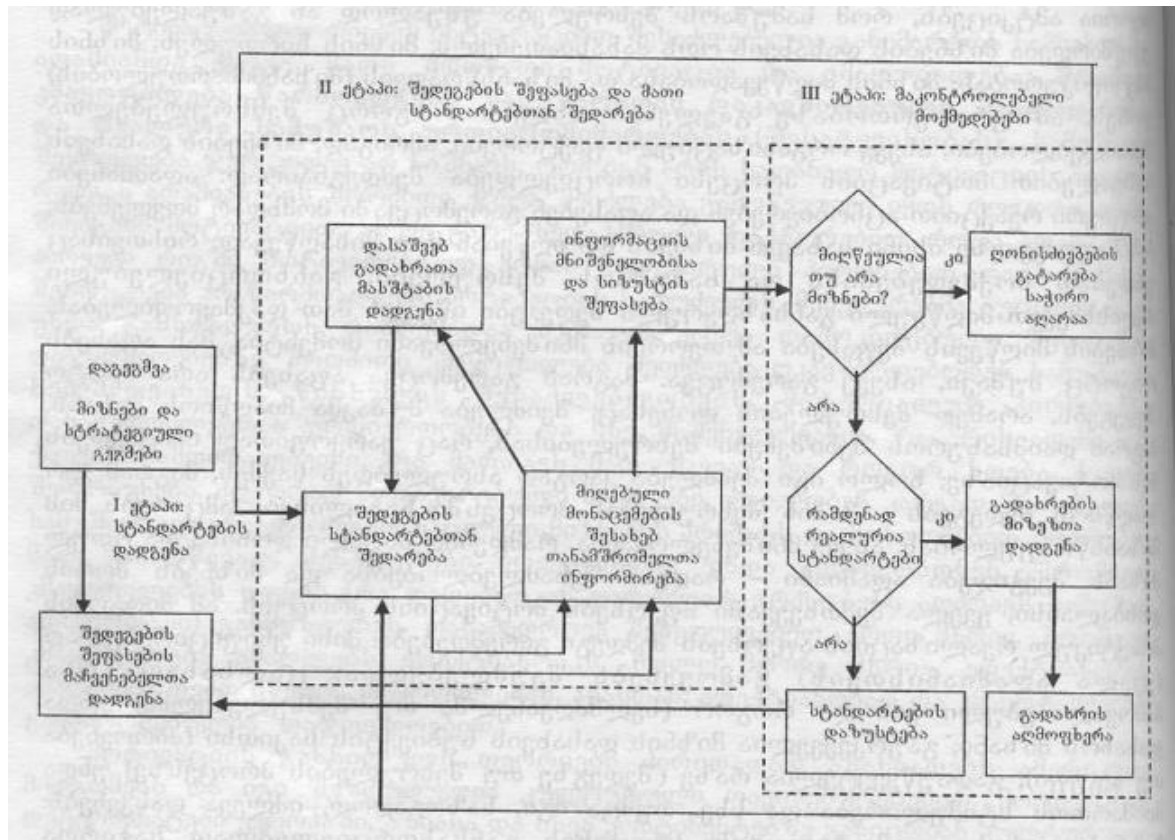 II ეტაპი: შედეგების შეფასება და მათი
სტანდარტებთან შედარება
III ეტაპი: მაკონტროლებელი
მოქმედებები
დასაშვებ
გადახრათა
მასშტაბის
დადგენა
ინფორმაციის
მნიშვნელობისა
და სიზუსტის
შეფასება
მიღწეულია
თუ არა
მიზნები?
კი
ღონისძიებების
გატარება
საჭირო
აღარაა
დაგეგმვა
მიზნები და
სტრატეგიული
გეგმები
არა
I ეტაპი:
სტანდარტების
დადგენა
შედეგების
სტანდარტებთან
შედარება
მიღებული
მონაცემების
შესახებ
თანამშრომელთა
ინფორმირება
რამდენად
რეალურია
სტანდარტები
კი
გადახრების
მიზეზთა
დადგენა
შედეგების
შეფასების
მაჩვენებელთა
დადგენა
არა
სტანდარტების
დაზუსტება
გადახრის
აღმოფხვრა